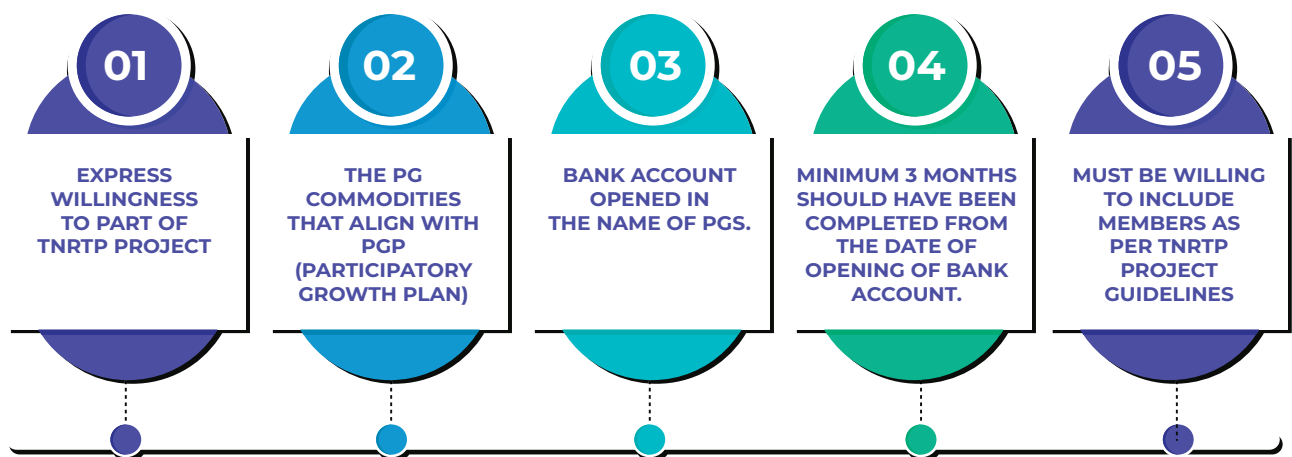 01
EXPRESS
WILLINGNESS
TO PART OF
TNRTP PROJECT
02
THE PG
COMMODITIES
THAT ALIGN WITH
PGP
(PARTICIPATORY
GROWTH PLAN)
03
BANK ACCOUNT
OPENED IN
THE NAME OF PGS.
04
MINIMUM 3 MONTHS
SHOULD HAVE BEEN
COMPLETED FROM
THE DATE OF
OPENING OF BANK
ACCOUNT.
05
MUST BE WILLING
TO INCLUDE
MEMBERS AS
PER TNRTP
PROJECT
GUIDELINES